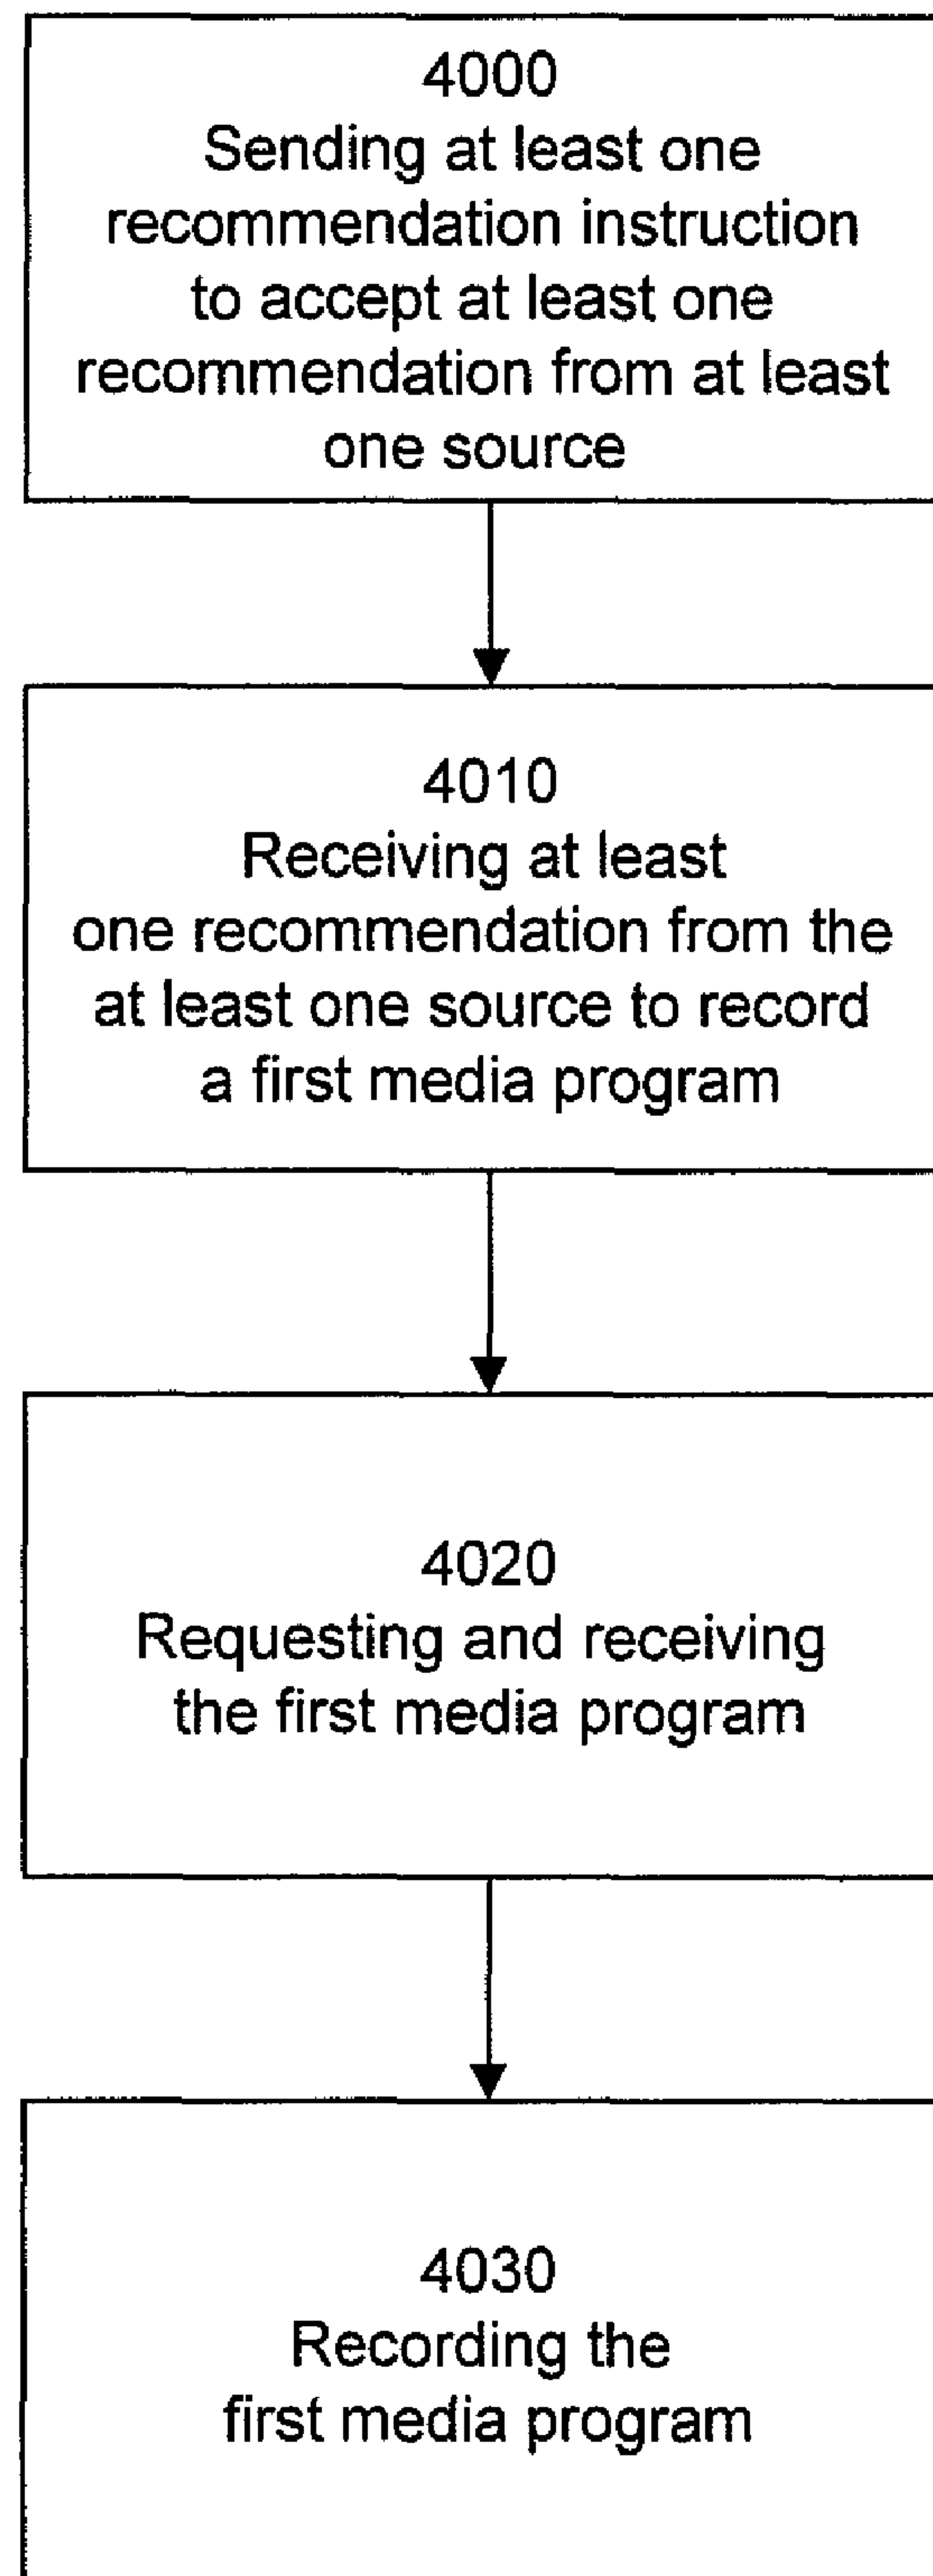 4000
Sending at least one
recommendation instruction
to accept at least one
recommendation from at least
one source
4010
Receiving at least
one recommendation from the
at least one source to record
a first media program
4020
Requesting and receiving
the first media program
4030
Recording the
first media program